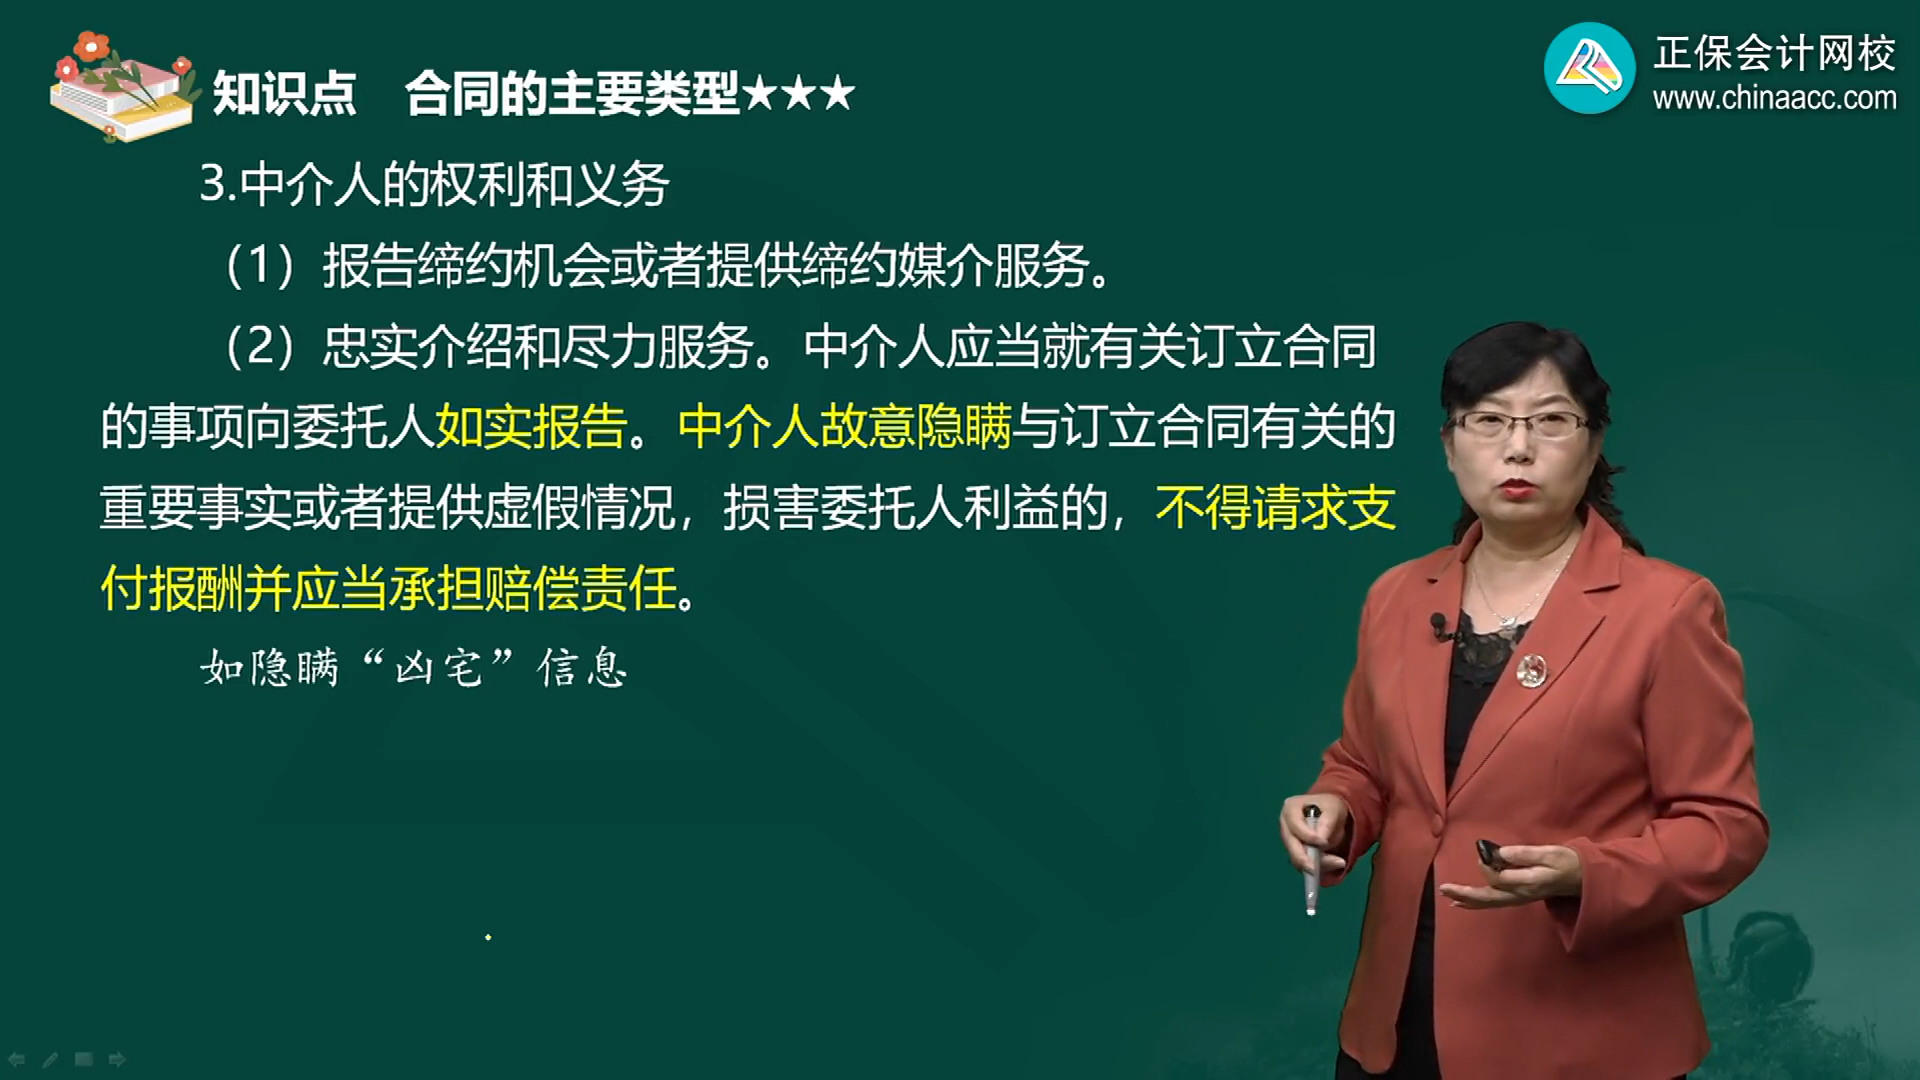 正保会计网校
www.chinaacc.com
知识点 合同的主要类型★★★
3.中介人的权利和义务
（1）报告缔约机会或者提供缔约媒介服务。
（2）忠实介绍和尽力服务。中介人应当就有关订立合同
的事项向委托人如实报告。中介人故意隐瞒与订立合同有关的
重要事实或者提供虚假情况，损害委托人利益的，不得请求支
付报酬并应当承担赔偿责任。
如隐瞒“凶宅”信息